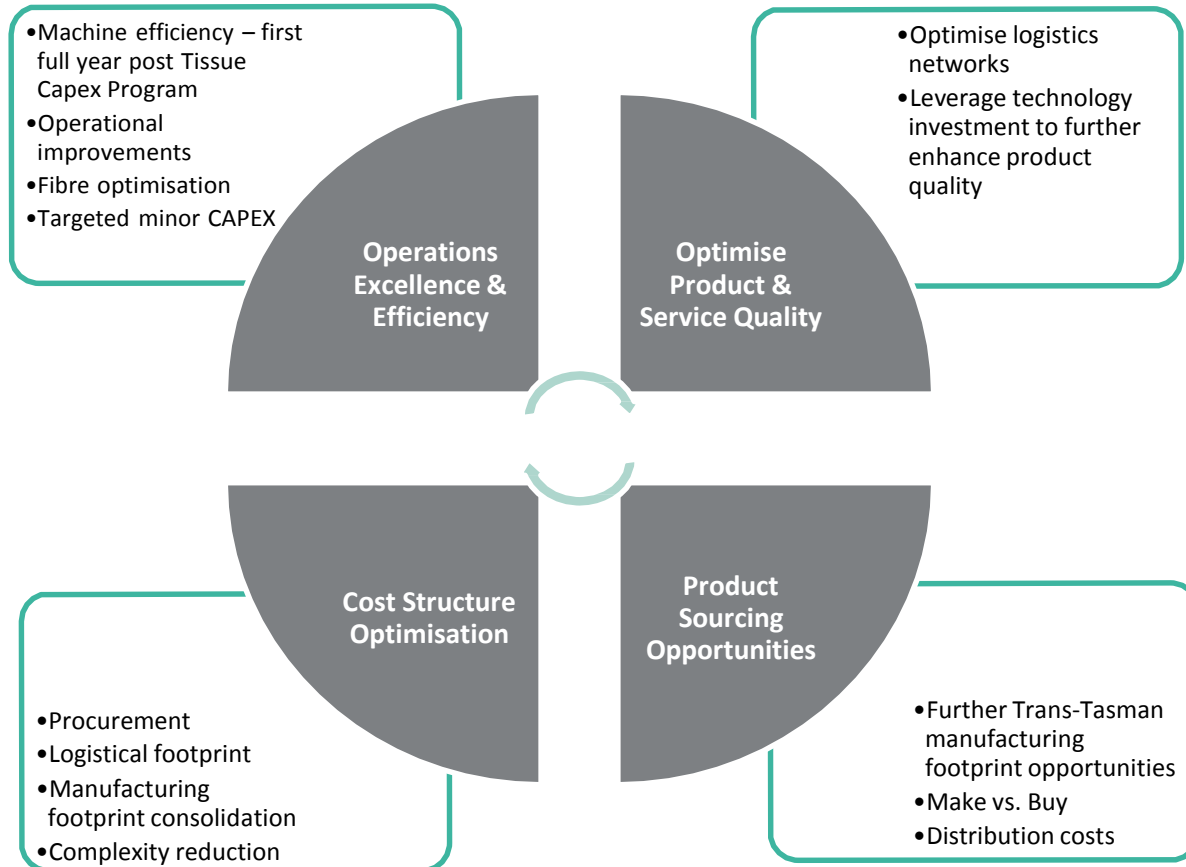 •Machine efficiency – first
full year post Tissue
Capex Program
•Operational
improvements
•Fibre optimisation
•Targeted minor CAPEX
•Optimise logistics
networks
•Leverage technology
investment to further
enhance product
quality
Operations
Excellence &
Efficiency
Optimise
Product &
Service Quality
Cost Structure
Optimisation
Product
Sourcing
Opportunities
•Procurement
•Logistical footprint
•Manufacturing
footprint consolidation
•Complexity reduction
•Further Trans-Tasman
manufacturing
footprint opportunities
•Make vs. Buy
•Distribution costs